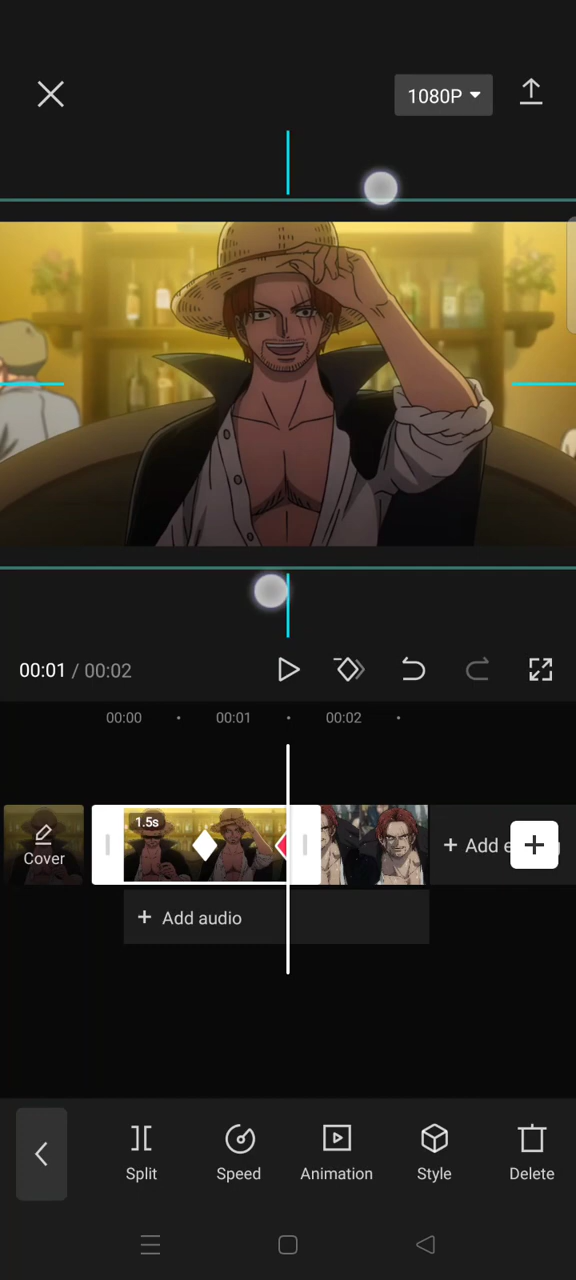 1080P
00:01 / 00:02
00:00
00:01
00:02
1.5s
Cover
+ Add e
+ Add audio
Split
Speed
Animation
Style
Delete